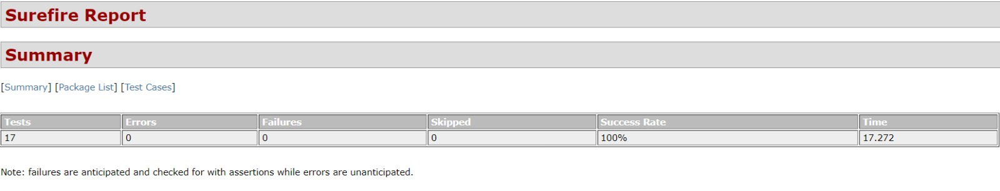 Surefire Report
Summary
[Summary] [Package List] [Test Cases]
Tests Errors Failures Skipped Success Rate Time
17 0 0 0 100% 17.272
Note: failures are anticipated and checked for with assertions while errors are unanticipated.